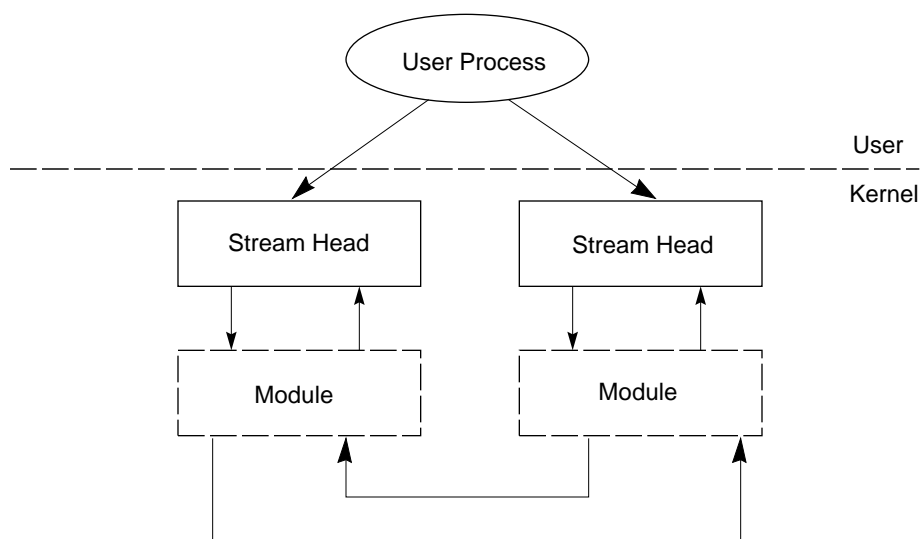 User Process
User
Kernel
Stream Head
Stream Head
Module
Module